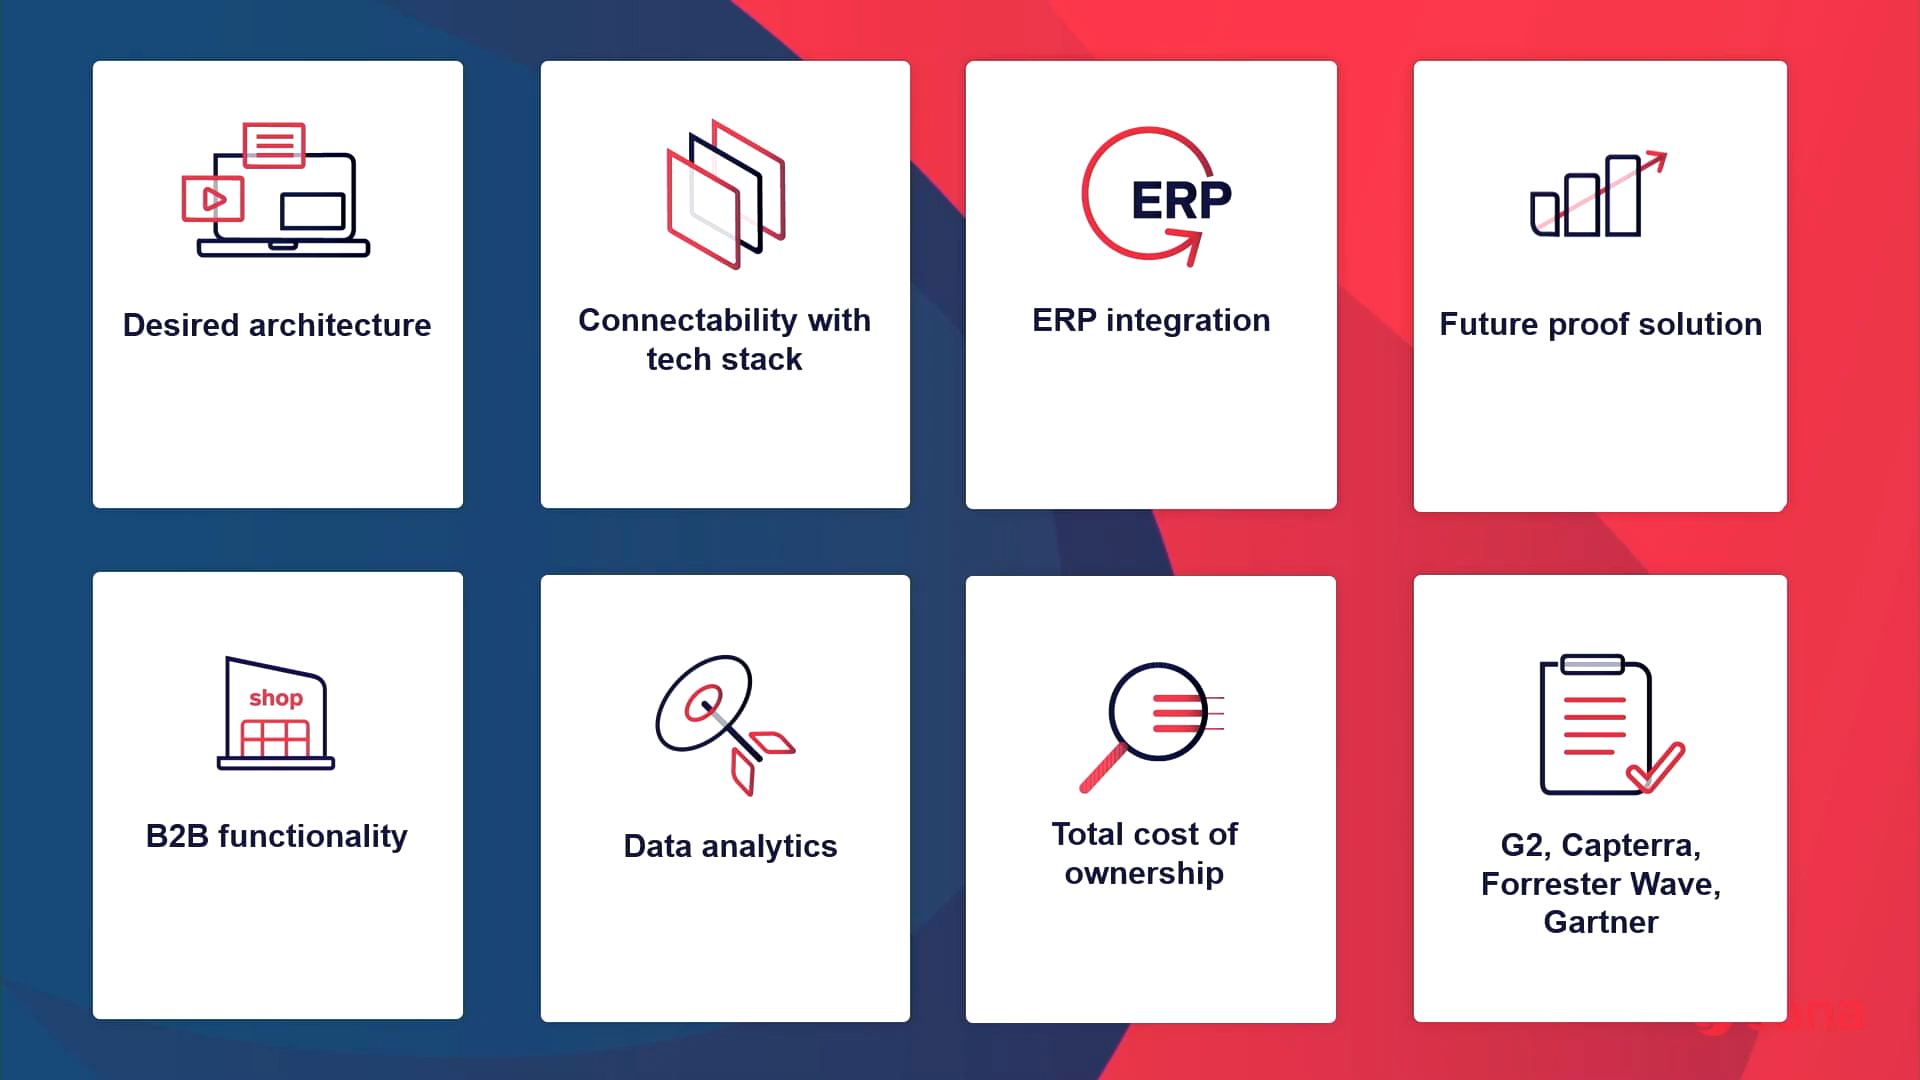 Desired architecture
Connectability with
tech stack
ERP
ERP integration
Future proof solution
shop
B2B functionality
Data analytics
Total cost of
ownership
G2, Capterra,
Forrester Wave,
Gartner